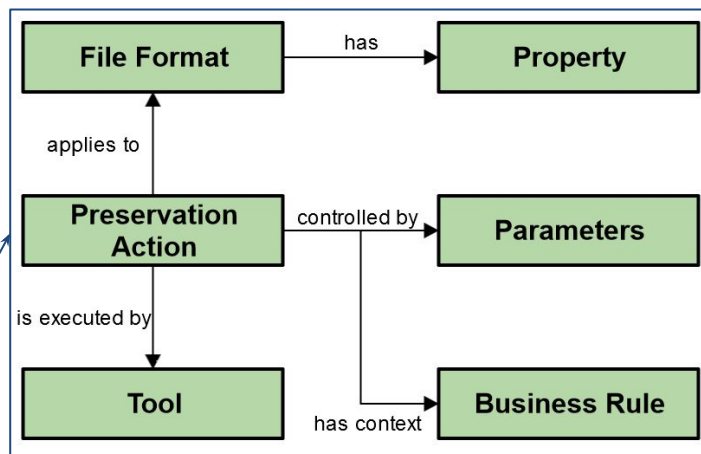 File Format
has
Property
applies to
Preservation
Action
controlled by
Parameters
is executed by
Tool
has context
Business Rule